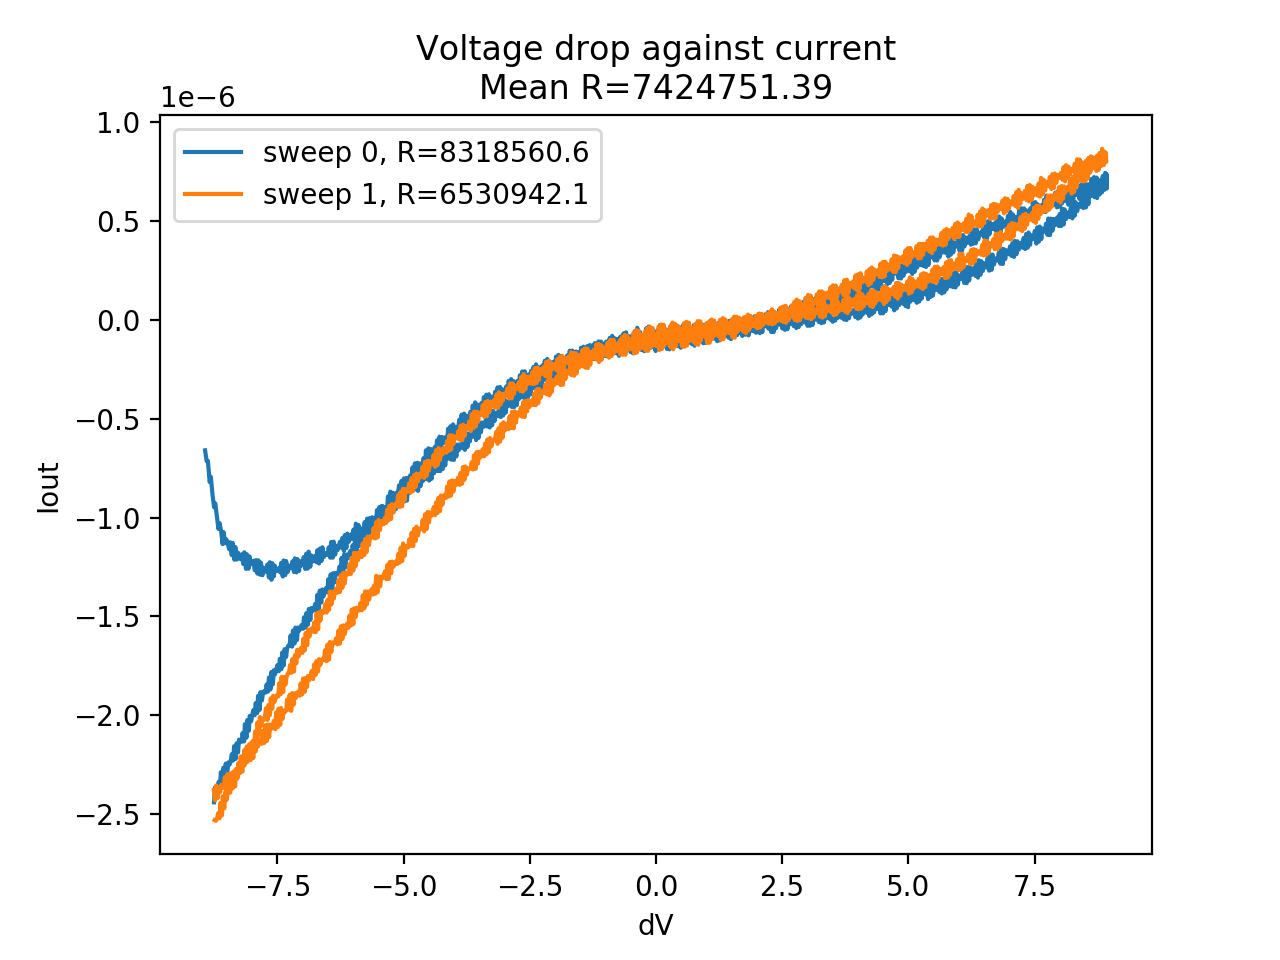 Voltage drop against current
Mean R=7424751.39
1e−6
sweep 0, R=8318560.6
sweep 1, R=6530942.1
1.0
0.5
0.0
−0.5
−1.0
−1.5
−2.0
−2.5
Iout
−7.5 −5.0 −2.5 0.0 2.5 5.0 7.5
dV